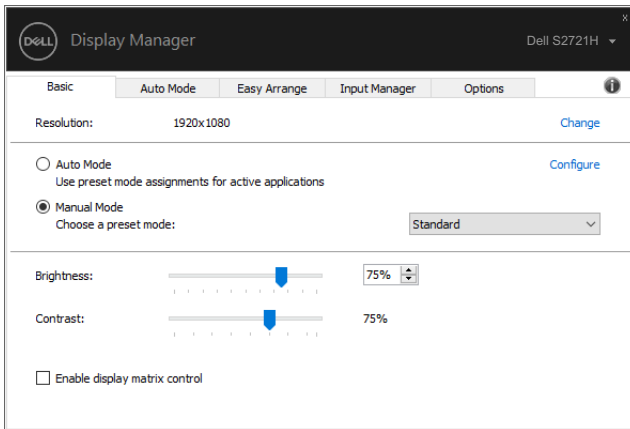 x
DELL Display Manager Dell S2721H
Basic Auto Mode Easy Arrange Input Manager Options i
Resolution: 1920x1080 Change
Auto Mode Configure
Use preset mode assignments for active applications
Manual Mode
Choose a preset mode: Standard
Brightness: 75%
Contrast: 75%
Enable display matrix control